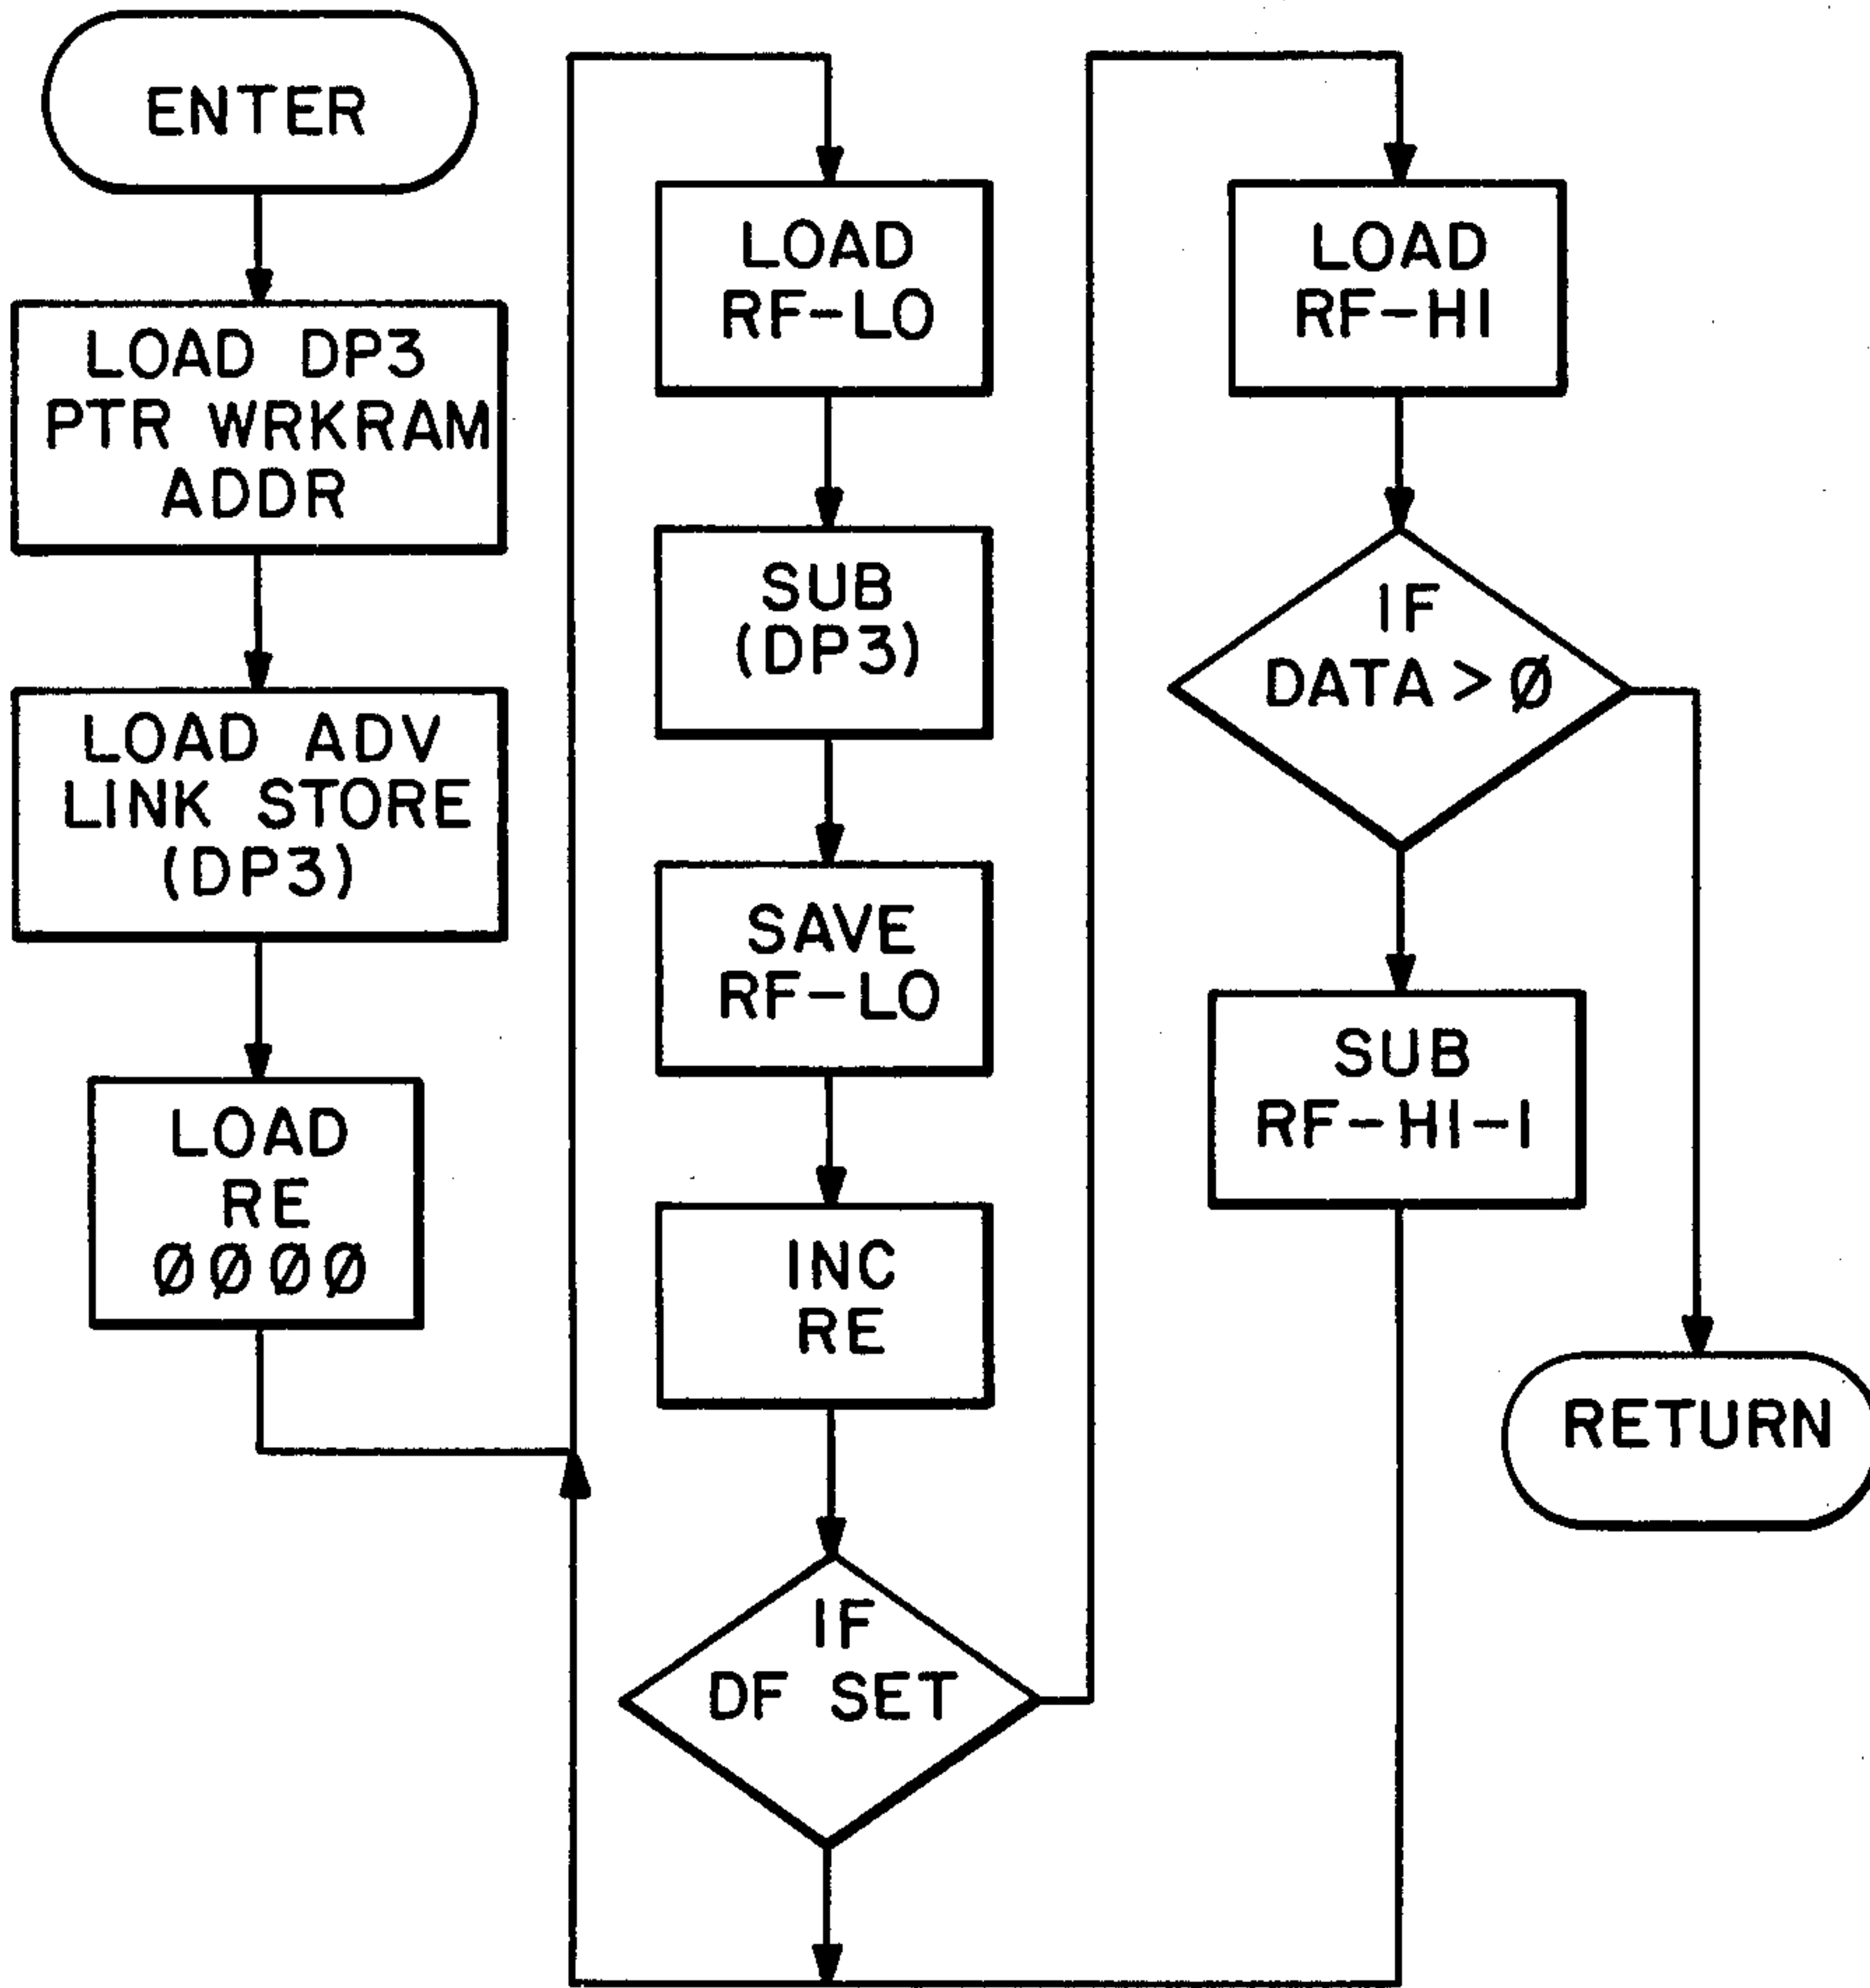 ENTER
LOAD DP3
PTR WRKRAM
ADDR
LOAD ADV
LINK STORE
(DP3)
LOAD
RE
ØØØØ
LOAD
RF-LO
SUB
(DP3)
SAVE
RF-LO
INC
RE
IF
DF SET
LOAD
RF-HI
IF
DATA > Ø
SUB
RF-HI-I
RETURN